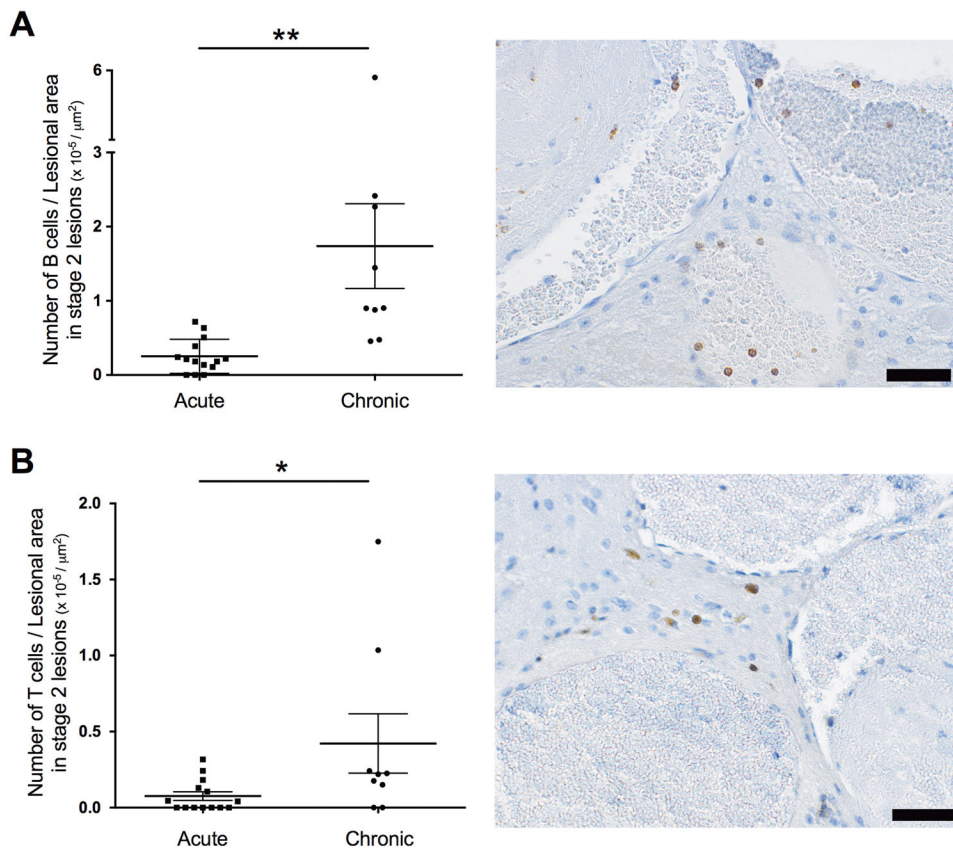 A
**
Number of B cells / Lesional area
in stage 2 lesions (x 10⁻⁵ / μm²)
6
3
2
1
0
Acute Chronic
B
*
Number of T cells / Lesional area
in stage 2 lesions (x 10⁻⁵ / μm²)
2.0
1.5
1.0
0.5
0.0
Acute Chronic